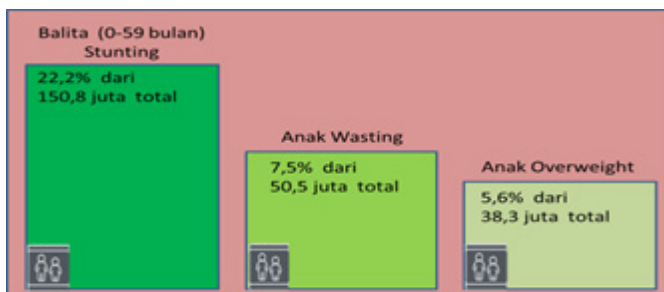 Balita (0-59 bulan)
Stunting
22,2% dari
150,8 juta total
Anak Wasting
7,5% dari
50,5 juta total
Anak Overweight
5,6% dari
38,3 juta total